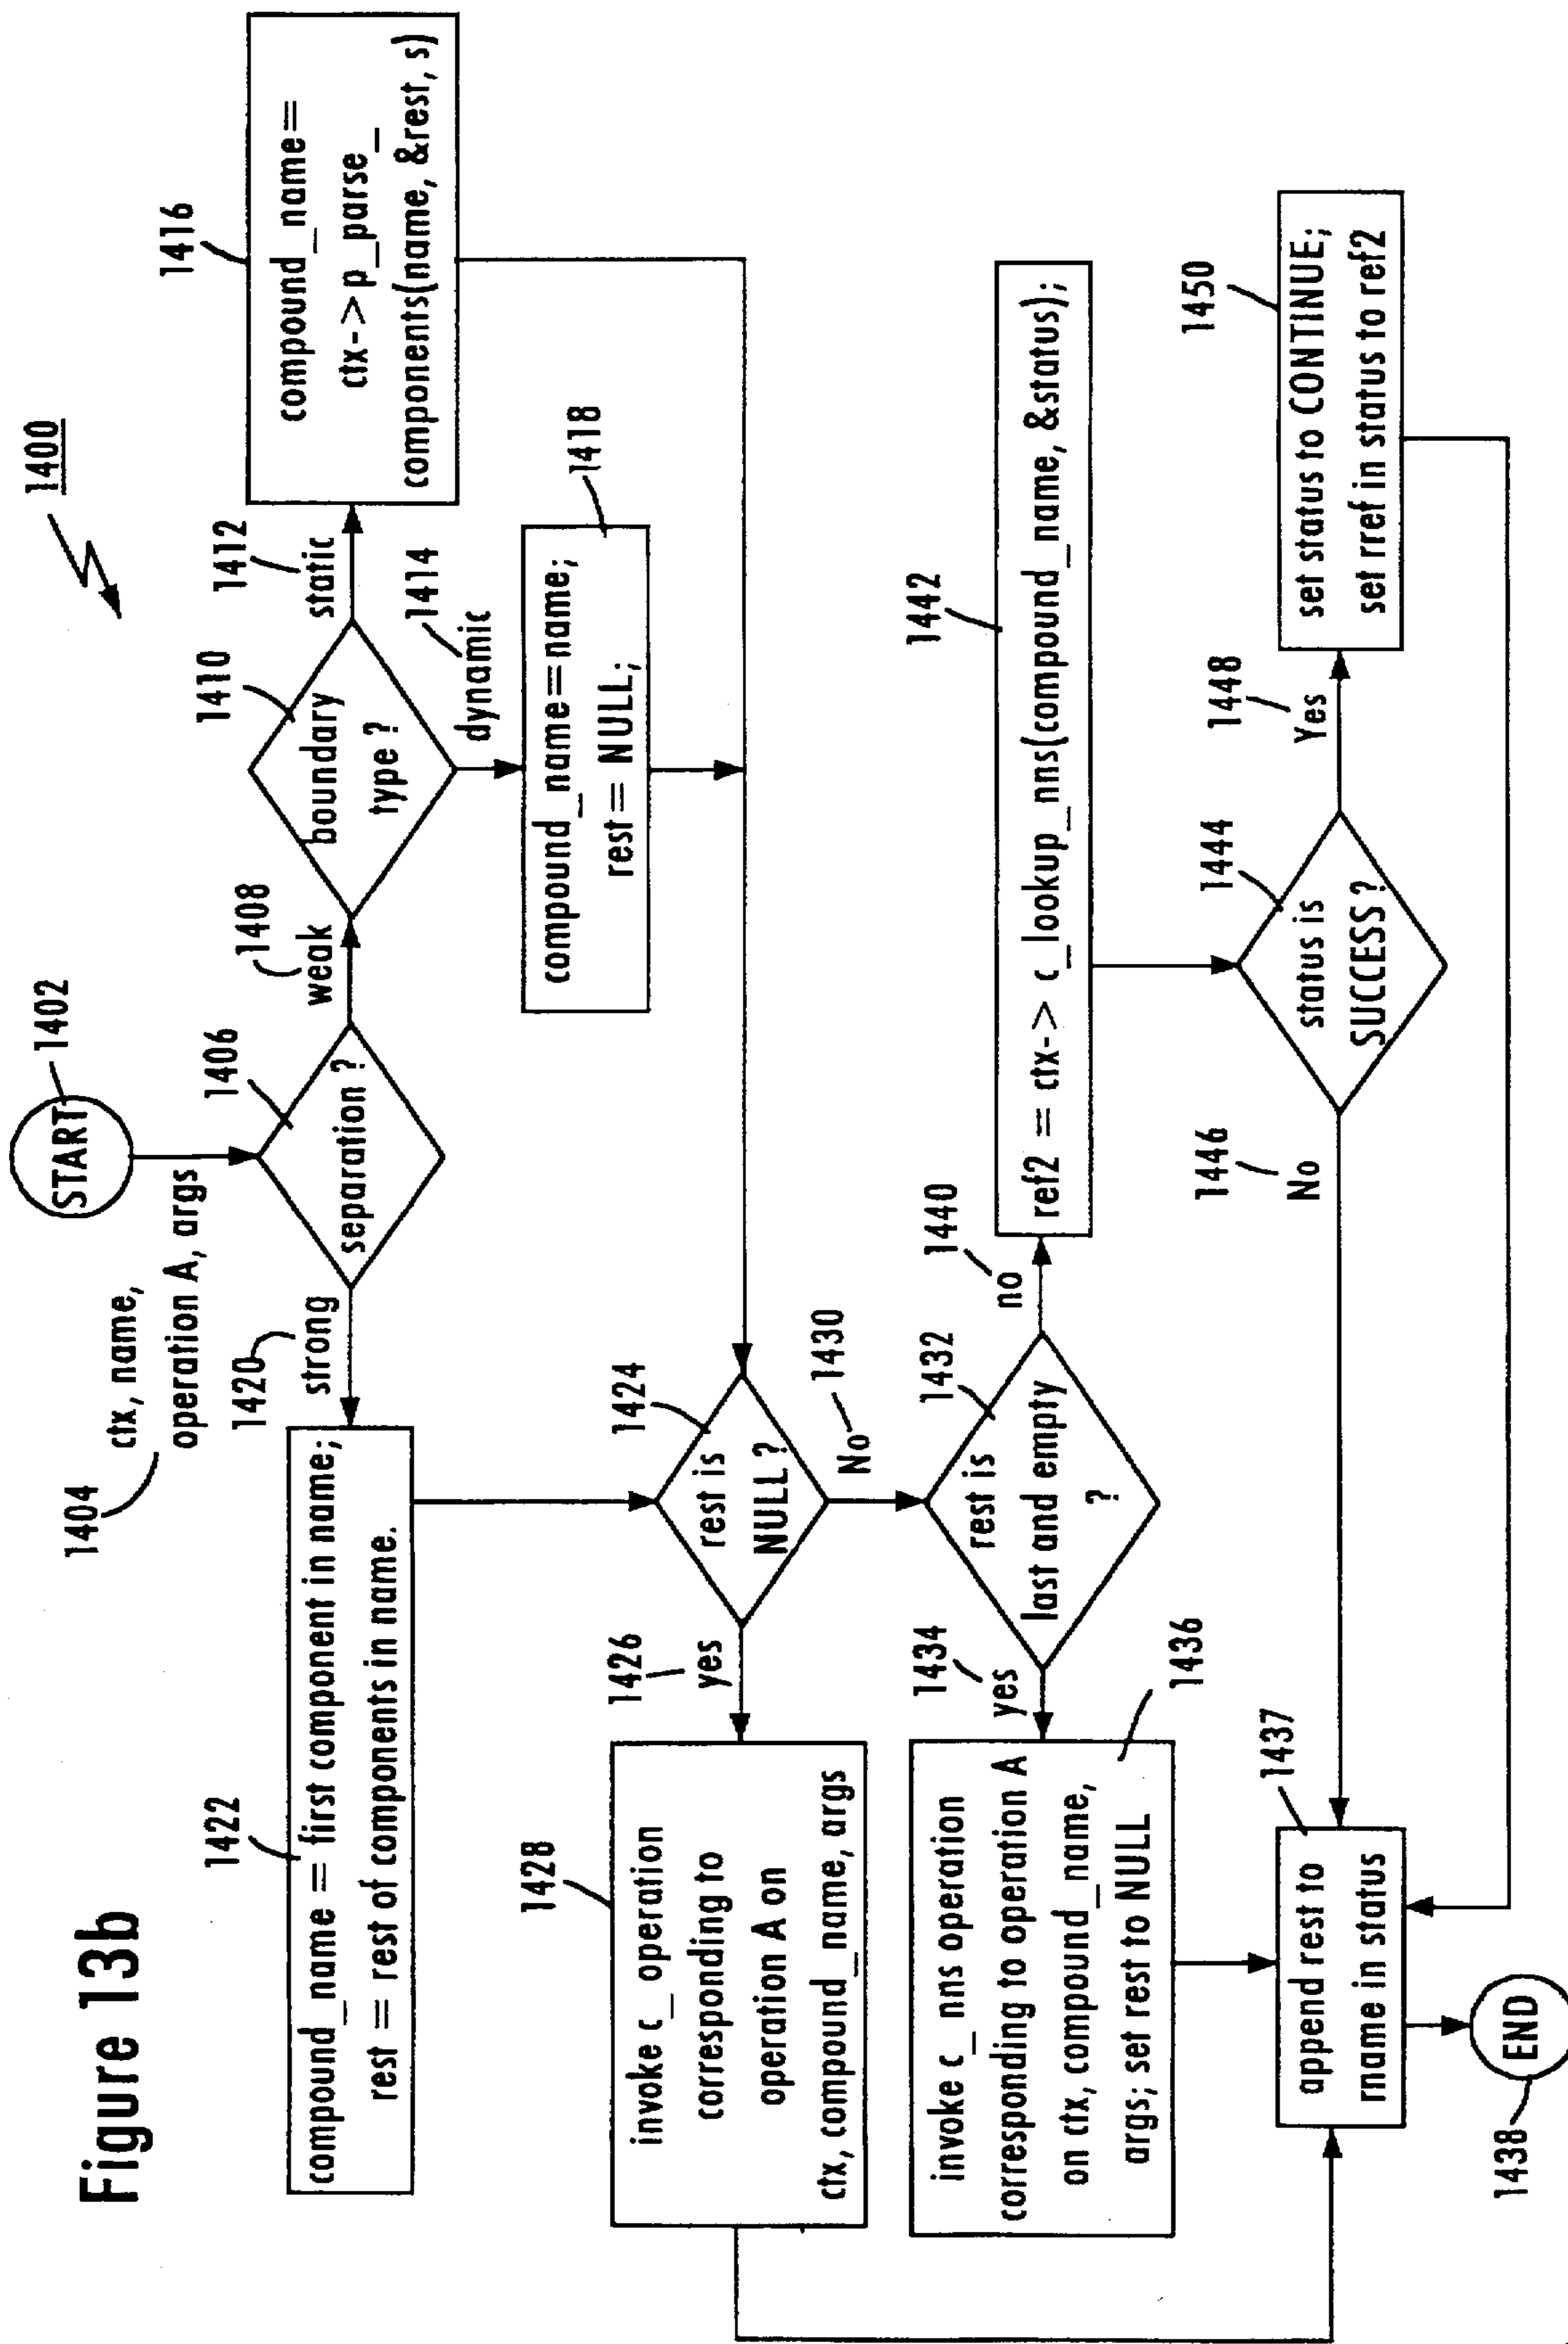 Figure 13b
1400
START
1402
1404
ctx, name,
operation A, args
separation ?
1406
1408
weak
boundary
type ?
1410
1412
static
1414
dynamic
1416
compound_name=
ctx->p_parse_
components(name, &rest, s)
compound_name=name;
rest = NULL;
1418
1420
strong
1422
compound_name = first component in name;
rest = rest of components in name.
rest is
NULL ?
1424
1426
yes
1428
invoke c_operation
corresponding to
operation A on
ctx, compound_name, args
No
1430
rest is
last and empty
?
1432
1434
yes
invoke c_nns operation
corresponding to operation A
on ctx, compound_name,
args; set rest to NULL
1436
1440
no
1442
ref2 = ctx-> c_lookup_nns(compound_name, &status);
status is
SUCCESS ?
1444
1446
No
1448
Yes
1450
set status to CONTINUE;
set rref in status to ref2
1437
append rest to
rname in status
END
1438